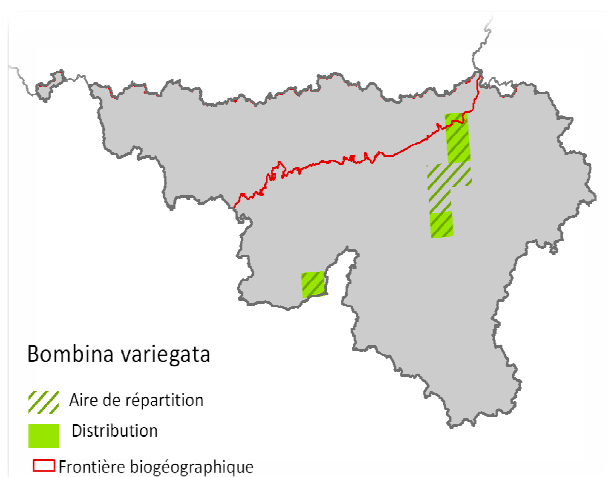 Bombina variegata
Aire de répartition
Distribution
Frontière biogéographique